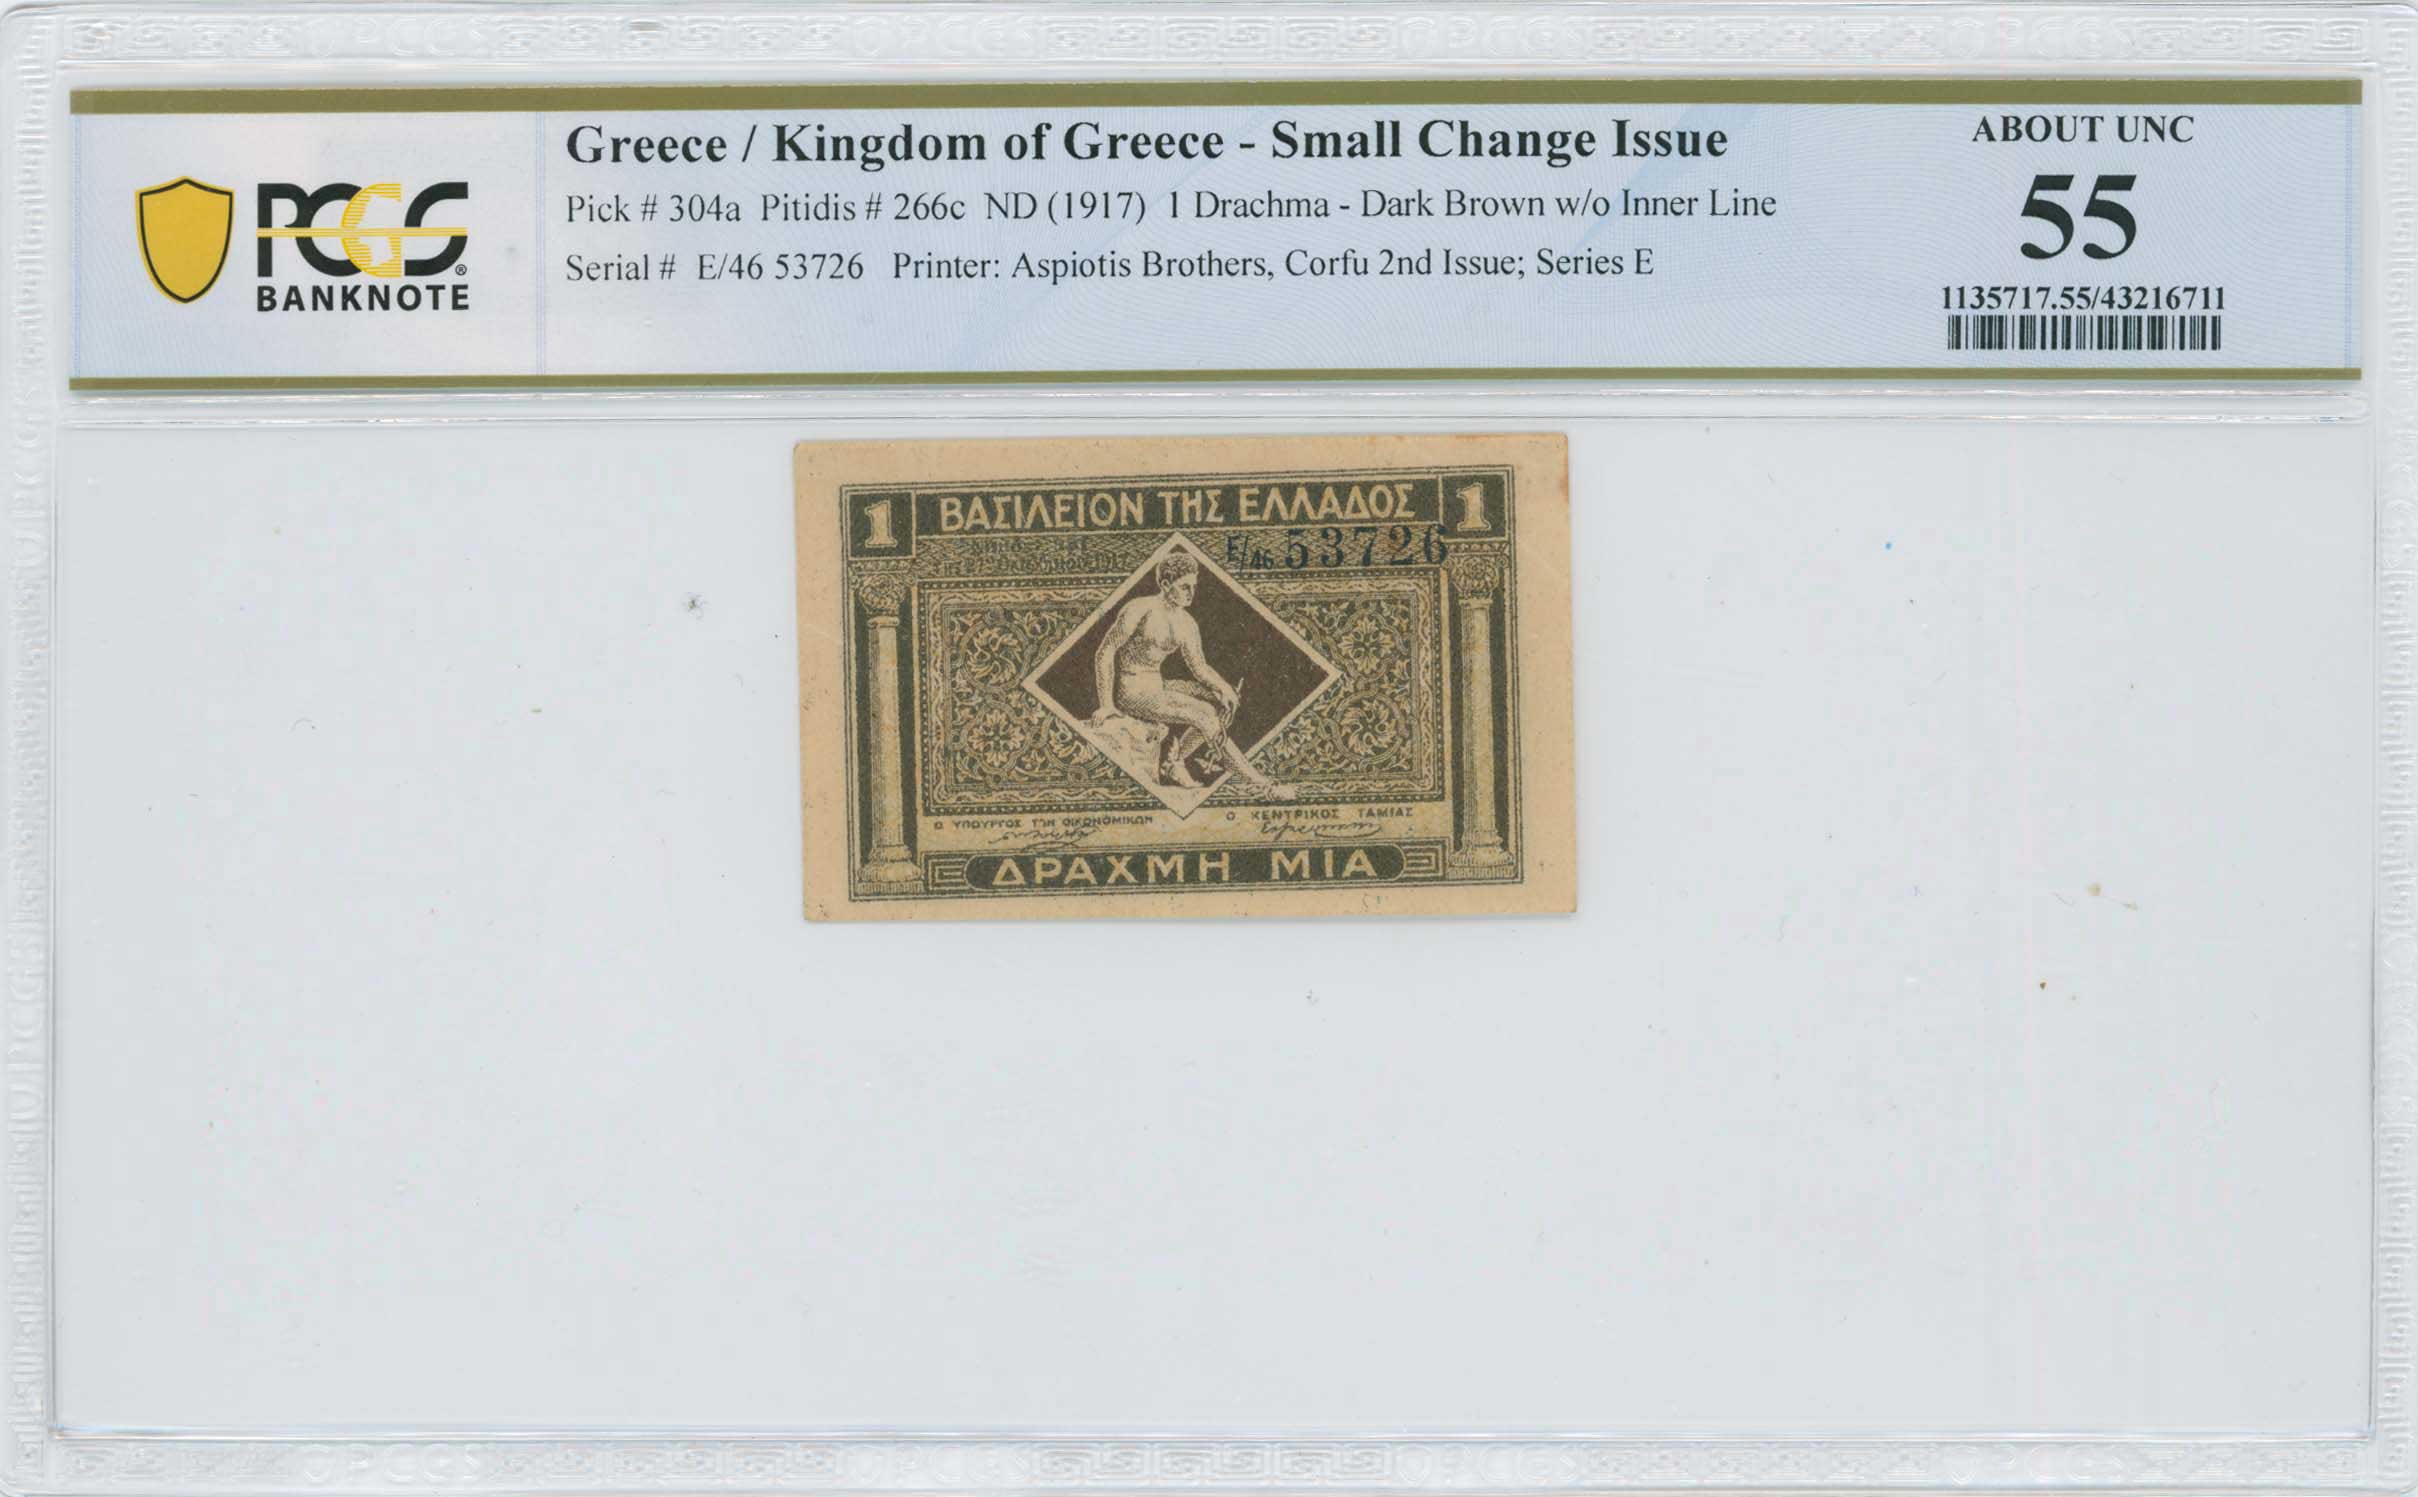 Greece / Kingdom of Greece - Small Change Issue
Pick # 304a Pitidis # 266c ND (1917) 1 Drachma - Dark Brown w/o Inner Line
Serial # E/46 53726 Printer: Aspiotis Brothers, Corfu 2nd Issue; Series E
PCGS®
BANKNOTE
ABOUT UNC
55
1135717.55/43216711
1 ΒΑΣΙΛΕΙΟΝ ΤΗΣ ΕΛΛΑΔΟΣ 1
E/46 53726
Ο ΥΠΟΥΡΓΟΣ ΤΩΝ ΟΙΚΟΝΟΜΙΚΩΝ Ο ΚΕΝΤΡΙΚΟΣ ΤΑΜΙΑΣ
ΔΡΑΧΜΗ ΜΙΑ